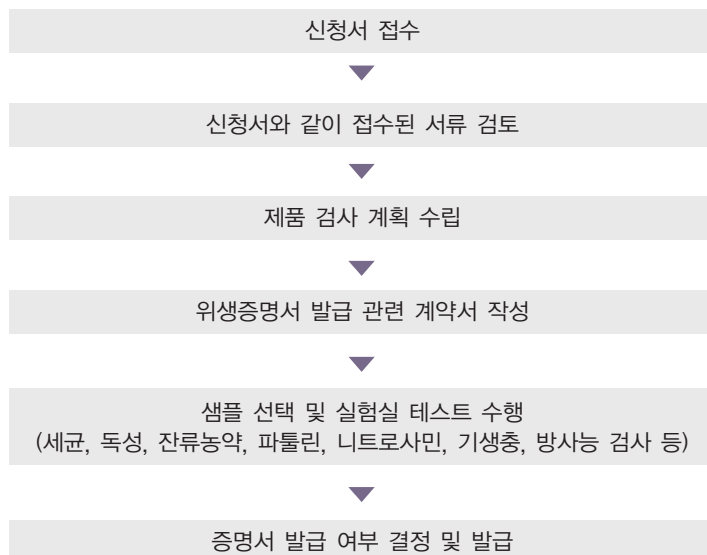 신청서 접수
신청서와 같이 접수된 서류 검토
제품 검사 계획 수립
위생증명서 발급 관련 계약서 작성
샘플 선택 및 실험실 테스트 수행
(세균, 독성, 잔류농약, 파툴린, 니트로사민, 기생충, 방사능 검사 등)
증명서 발급 여부 결정 및 발급